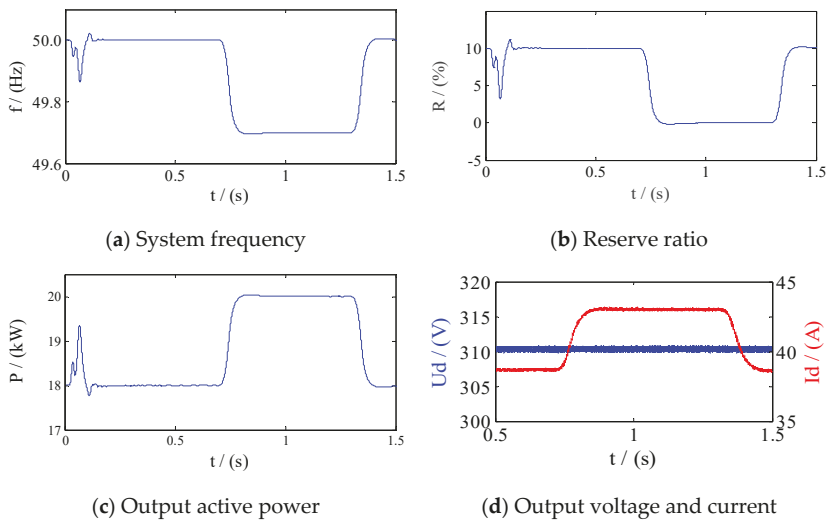 50.0
49.8
49.6
f / (Hz)
0
0.5
1
1.5
t / (s)
(a) System frequency
15
10
5
0
-5
R / (%)
0
0.5
1
1.5
t / (s)
(b) Reserve ratio
20
19
18
17
P / (kW)
0
0.5
1
1.5
t / (s)
(c) Output active power
320
315
310
305
300
Ud / (V)
45
43
40
38
35
Id / (A)
0.5
1
1.5
t / (s)
(d) Output voltage and current